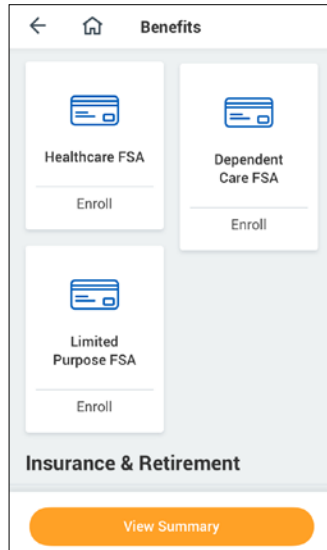 Benefits
Healthcare FSA
Enroll
Dependent
Care FSA
Enroll
Limited
Purpose FSA
Enroll
Insurance & Retirement
View Summary